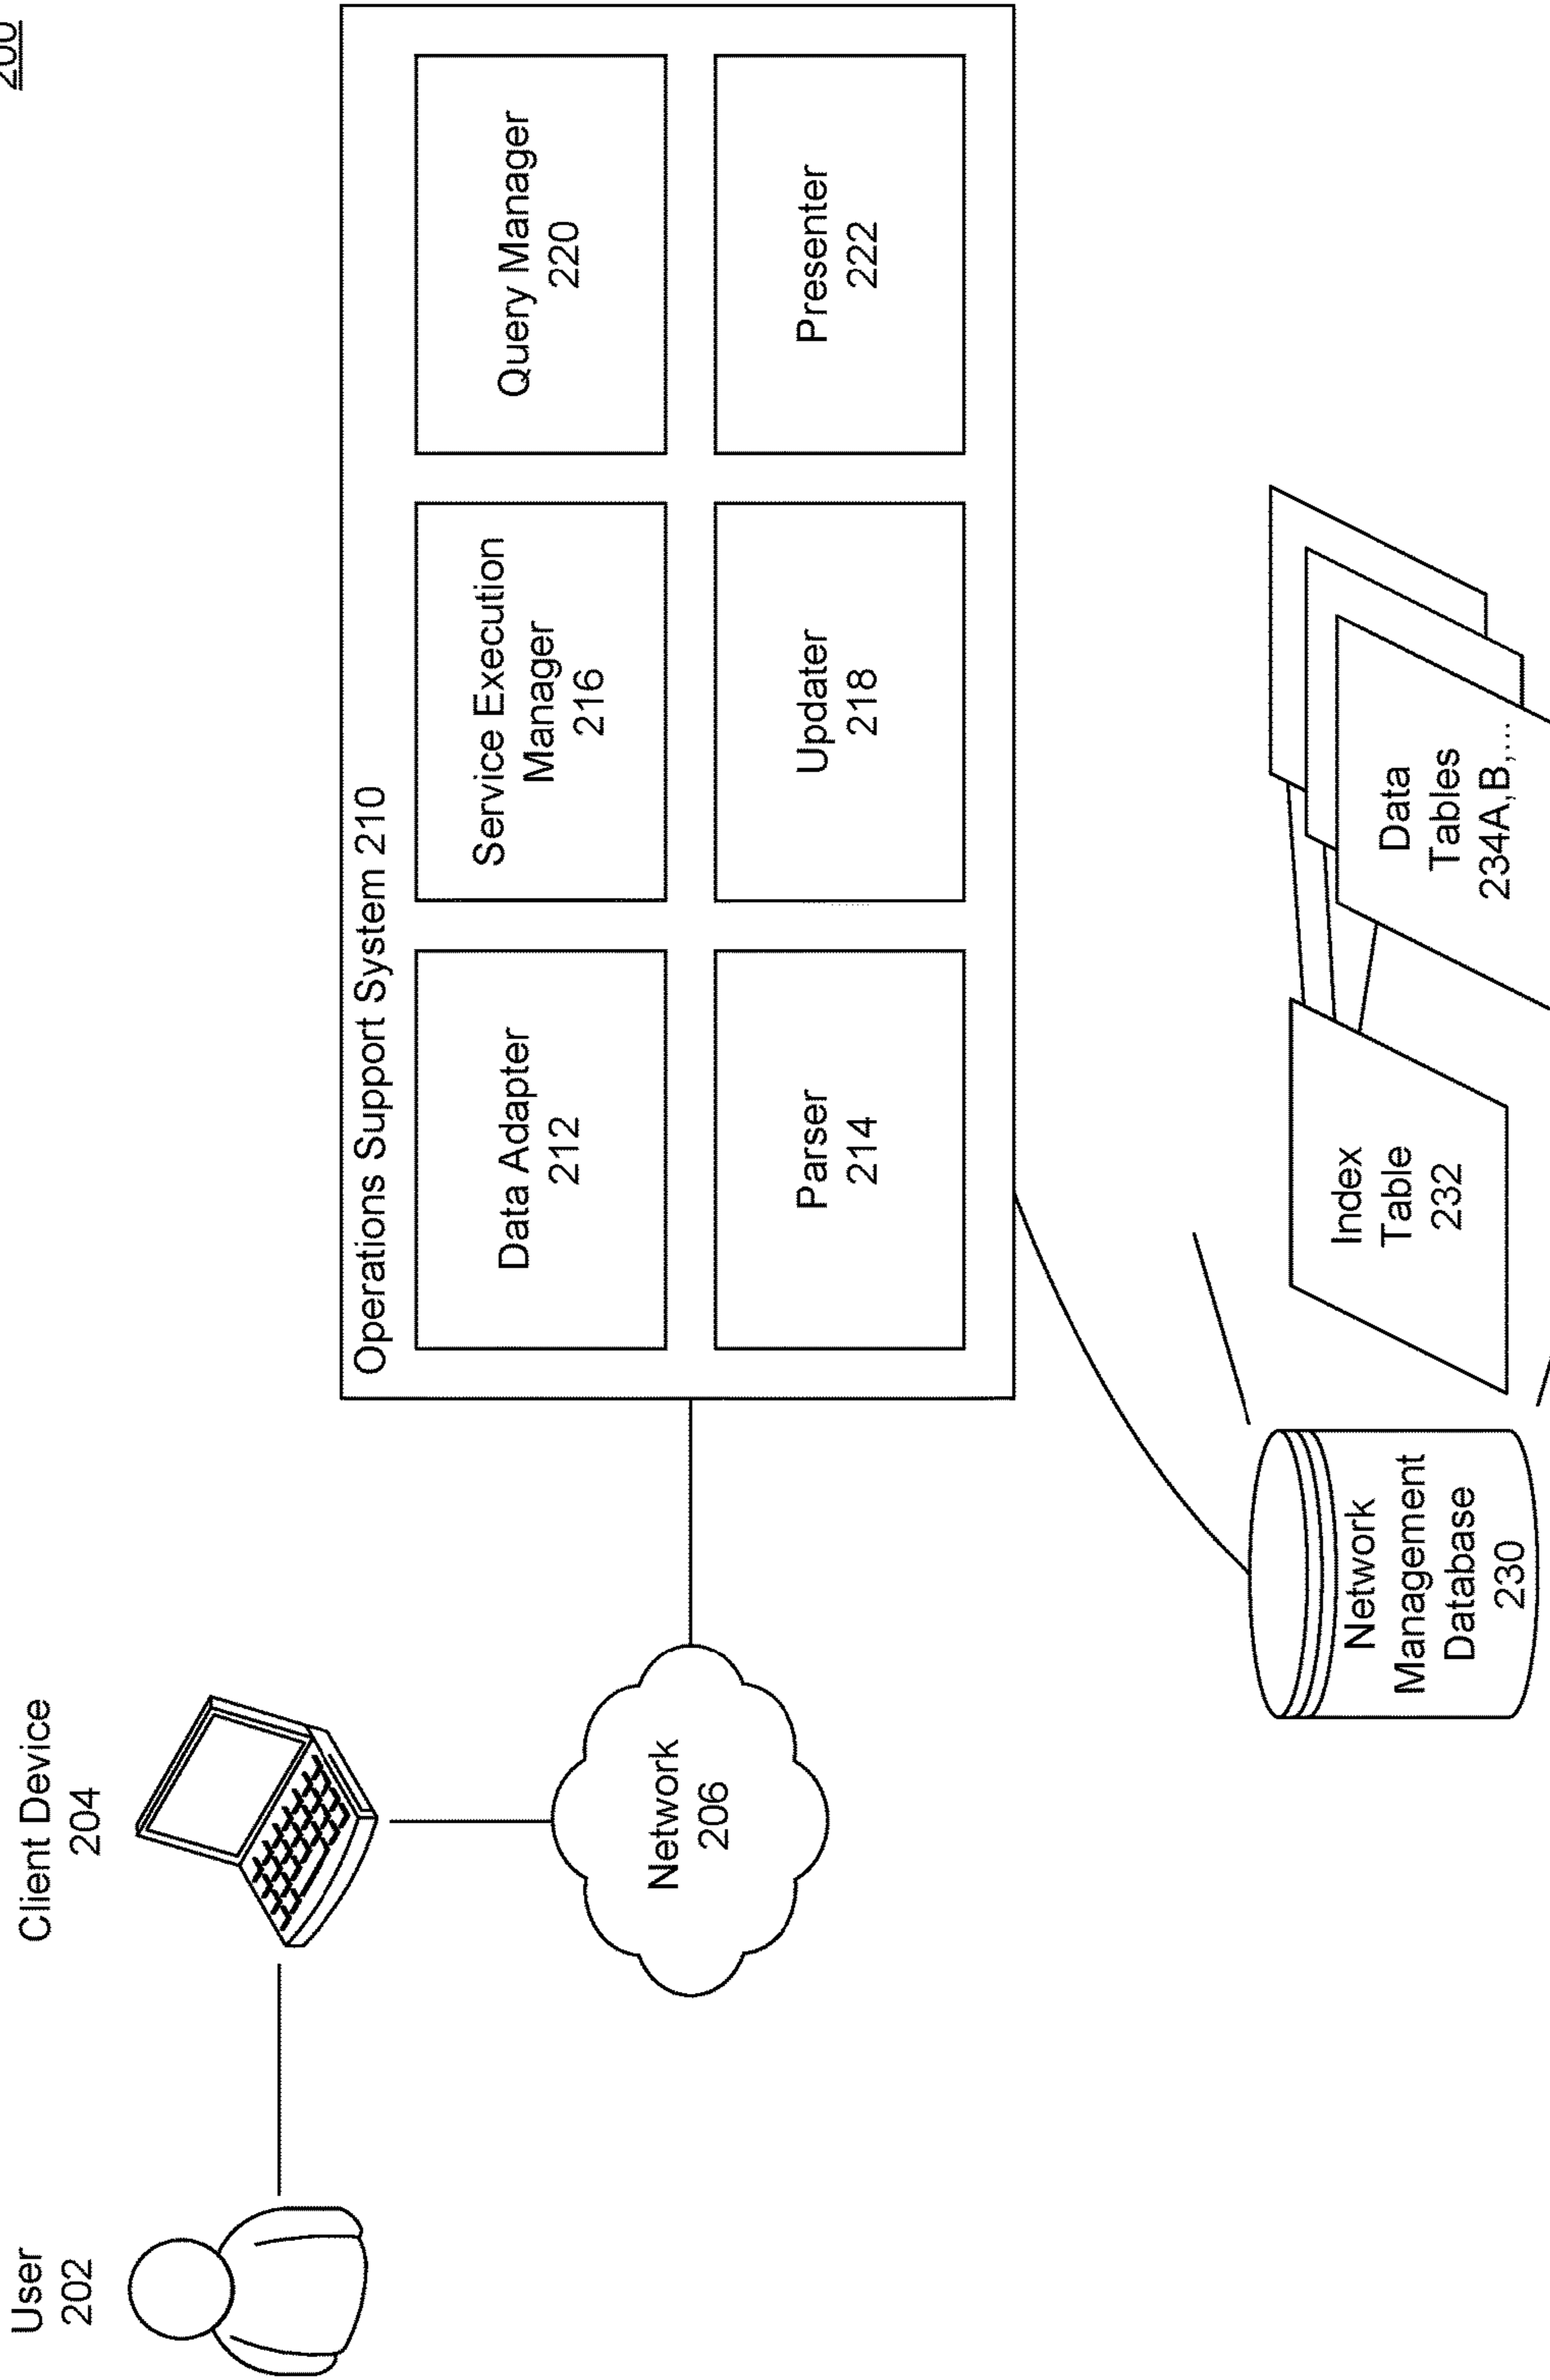 200
User
202
Client Device
204
Network
206
Operations Support System 210
Data Adapter
212
Service Execution
Manager
216
Query Manager
220
Parser
214
Updater
218
Presenter
222
Network
Management
Database
230
Index
Table
232
Data
Tables
234A,B,...